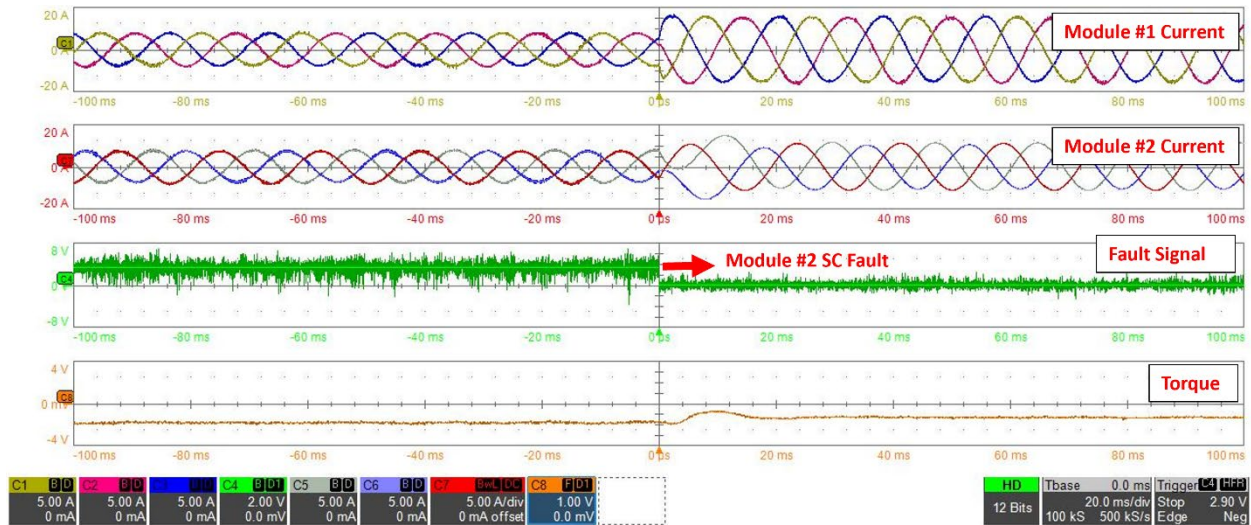 20 A
Module #1 Current
C1
0 A
-20 A
-100 ms -80 ms -60 ms -40 ms -20 ms 0 ps 20 ms 40 ms 60 ms 80 ms 100 ms
20 A
Module #2 Current
0 A
-20 A
-100 ms -80 ms -60 ms -40 ms -20 ms 0 ps 20 ms 40 ms 60 ms 80 ms 100 ms
8 V
Fault Signal
Module #2 SC Fault
C4
0 V
-8 V
-100 ms -80 ms -60 ms -40 ms -20 ms 0 ps 20 ms 40 ms 60 ms 80 ms 100 ms
4 V
Torque
C8
0 mV
-4 V
-100 ms -80 ms -60 ms -40 ms -20 ms 0 ps 20 ms 40 ms 60 ms 80 ms 100 ms
C1 B D C2 B D C3 C4 B D1 C5 B D C6 B D C7 BwL DC C8 F D1 HD Tbase 0.0 ms Trigger C4 HFR
5.00 A 5.00 A 5.00 A 2.00 V 5.00 A 5.00 A 5.00 A/div 1.00 V 12 Bits 20.0 ms/div Stop 2.90 V
0 mA 0 mA 0 mA 0.0 mV 0 mA 0 mA 0 mA offset 0.0 mV 100 kS 500 kS/s Edge Neg